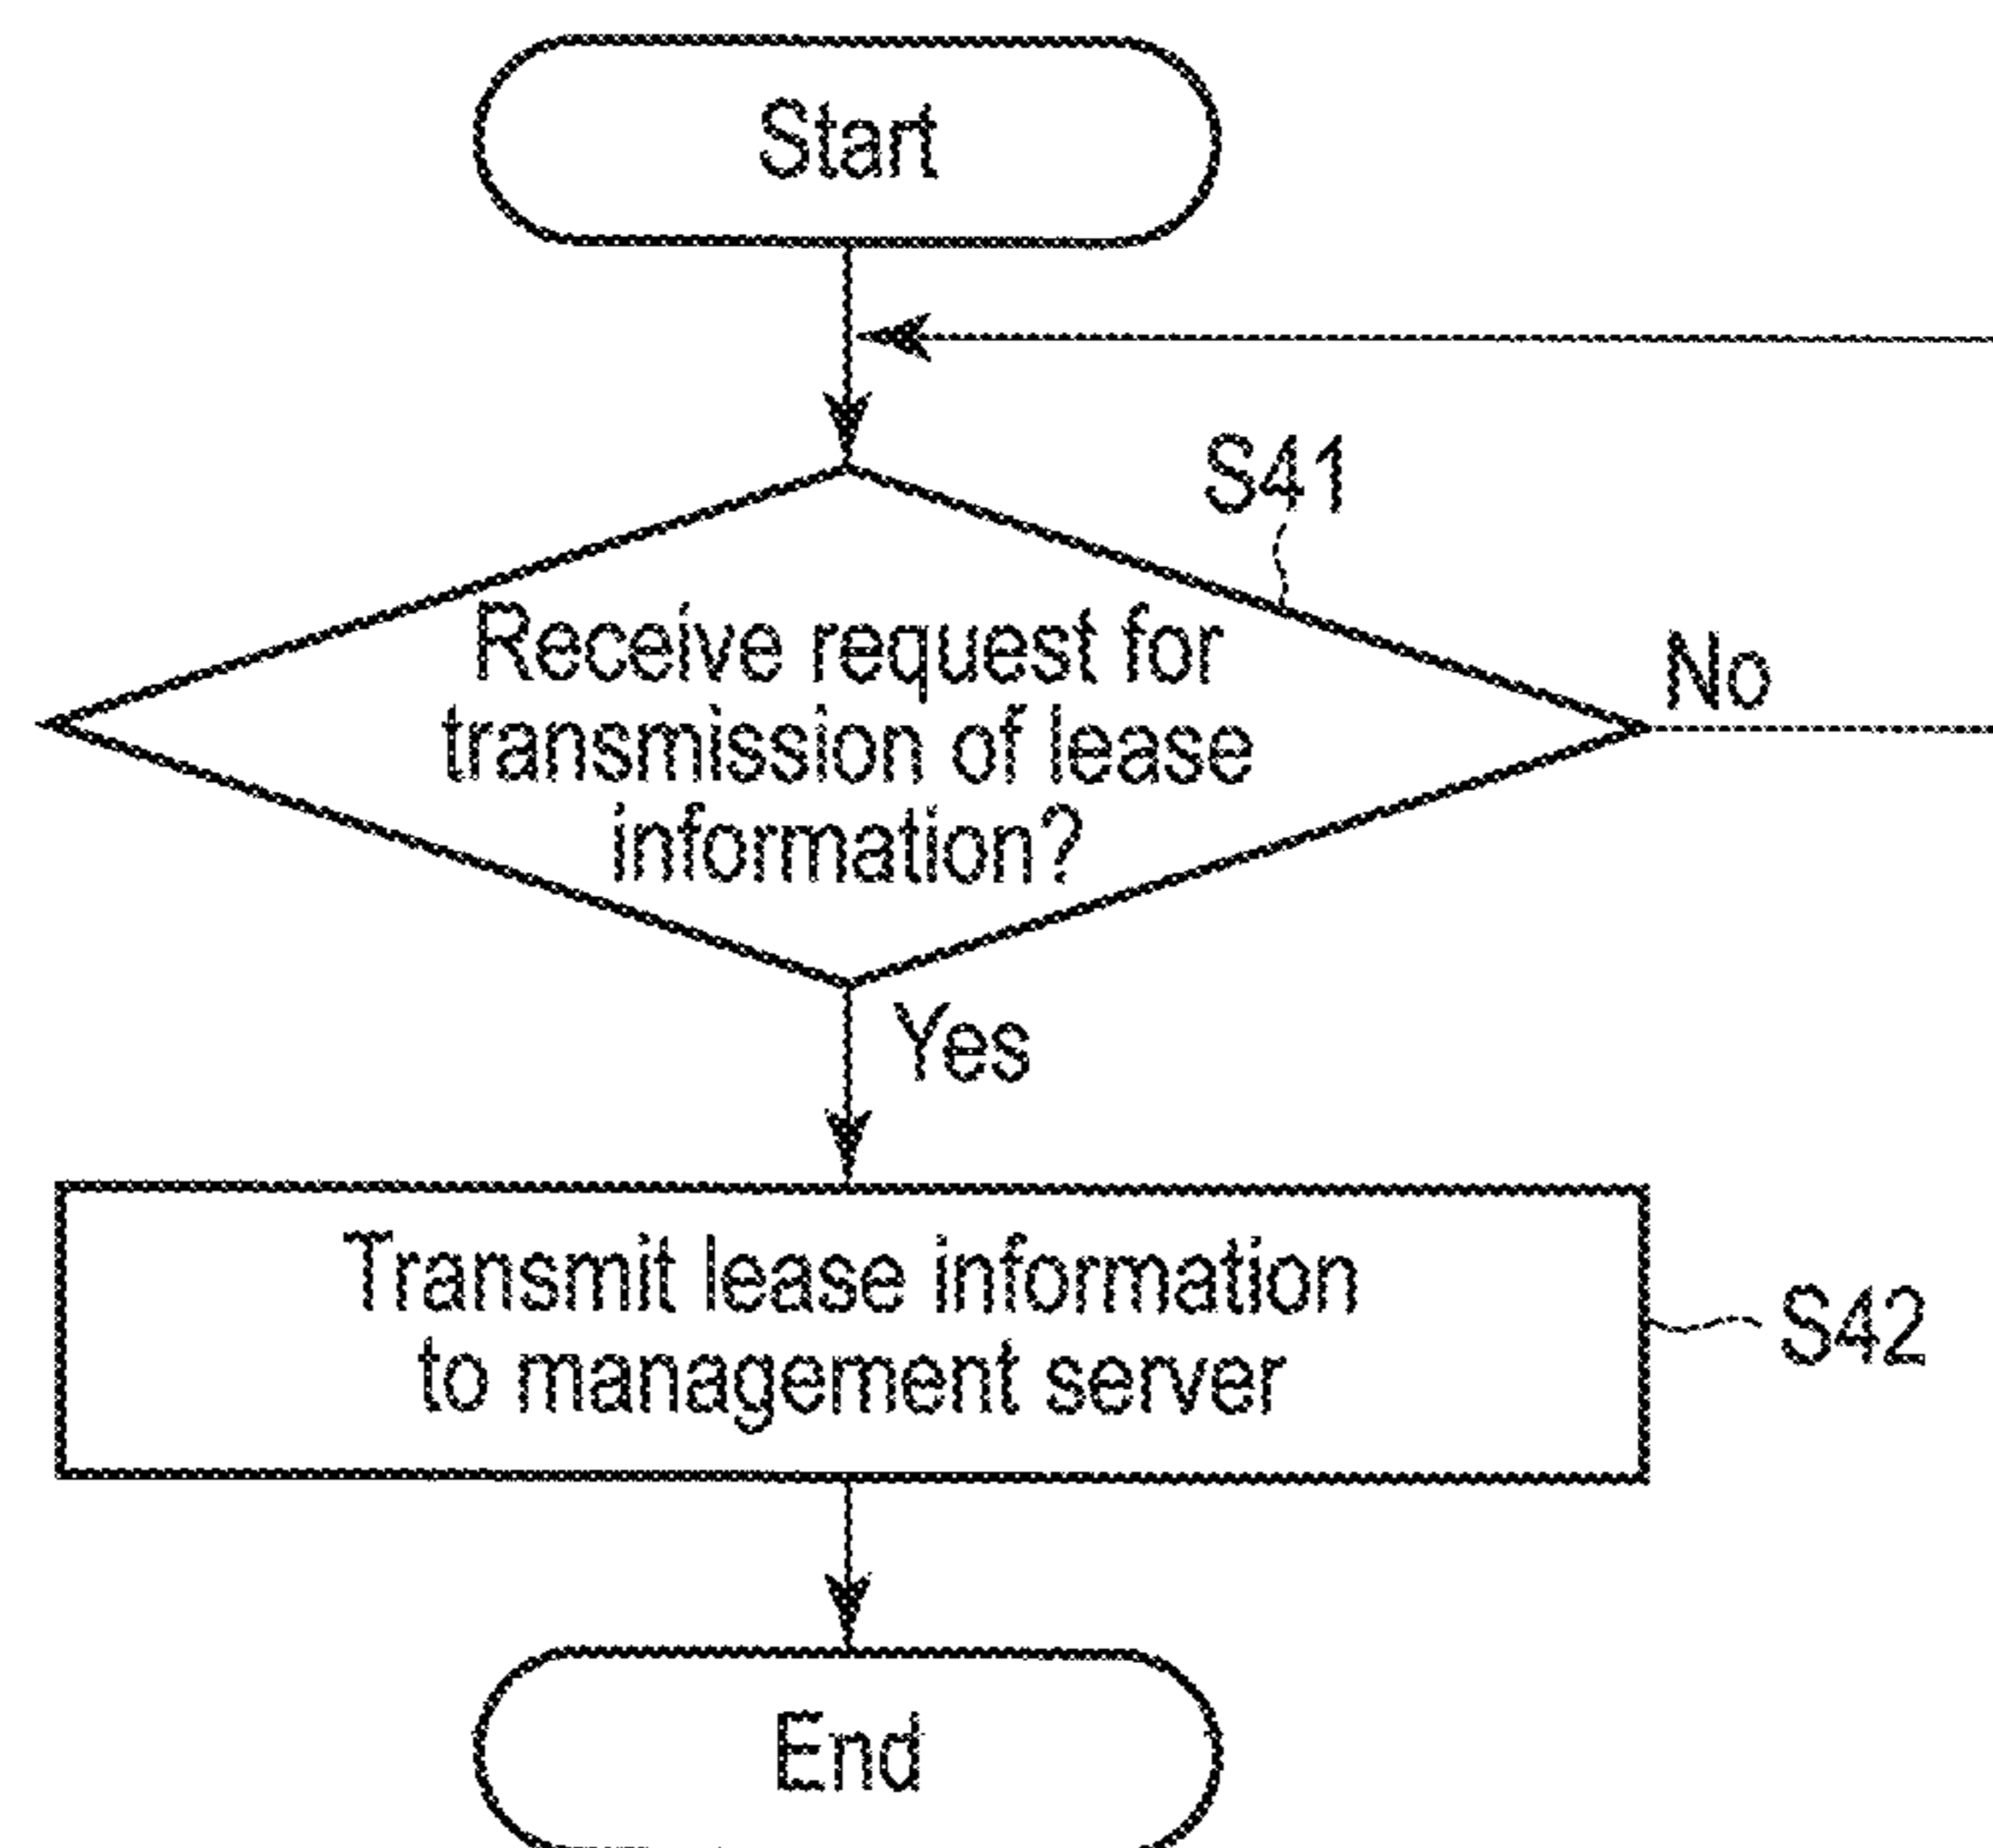 Start
S41
Receive request for
transmission of lease
information?
No
Yes
Transmit lease information
to management server
S42
End